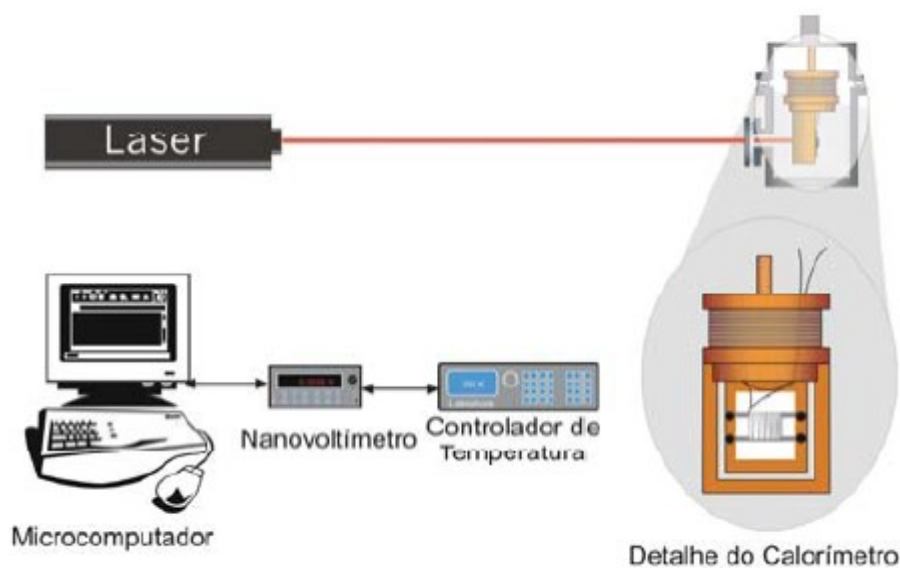 Laser
Nanovoltímetro
Controlador de
Temperatura
Microcomputador
Detalhe do Calorímetro